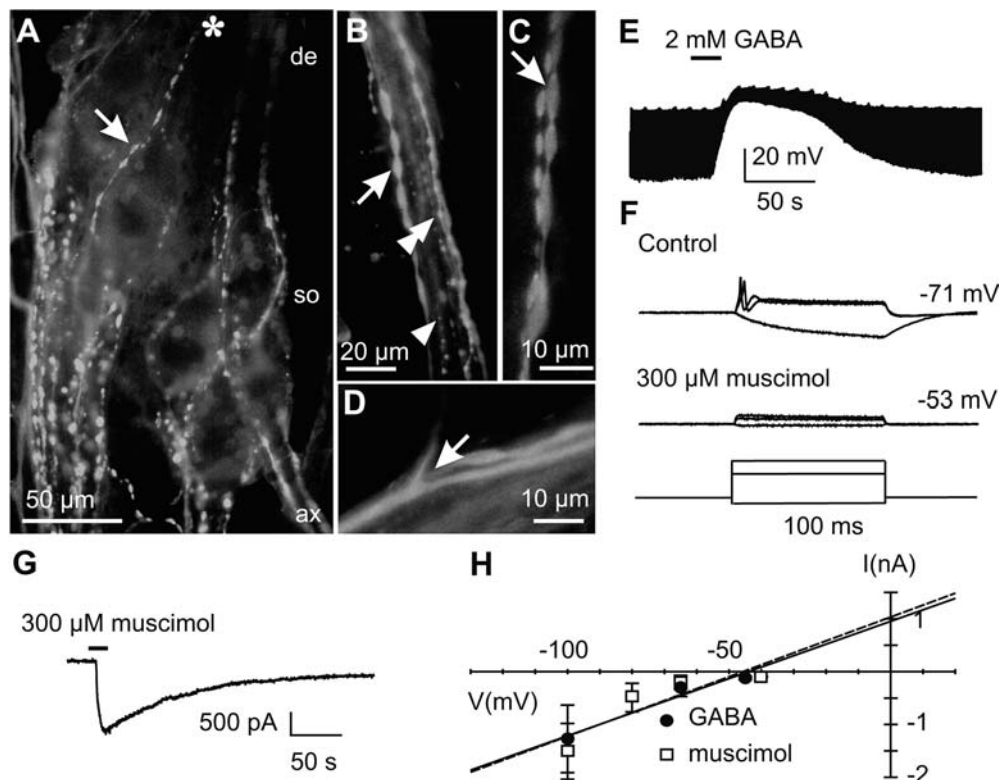 A
*
de
so
ax
50 µm
B
20 µm
C
10 µm
D
10 µm
E
2 mM GABA
20 mV
50 s
F
Control
-71 mV
300 µM muscimol
-53 mV
100 ms
G
300 µM muscimol
500 pA
50 s
H
I(nA)
1
-100
-50
V(mV)
GABA
muscimol
-1
-2